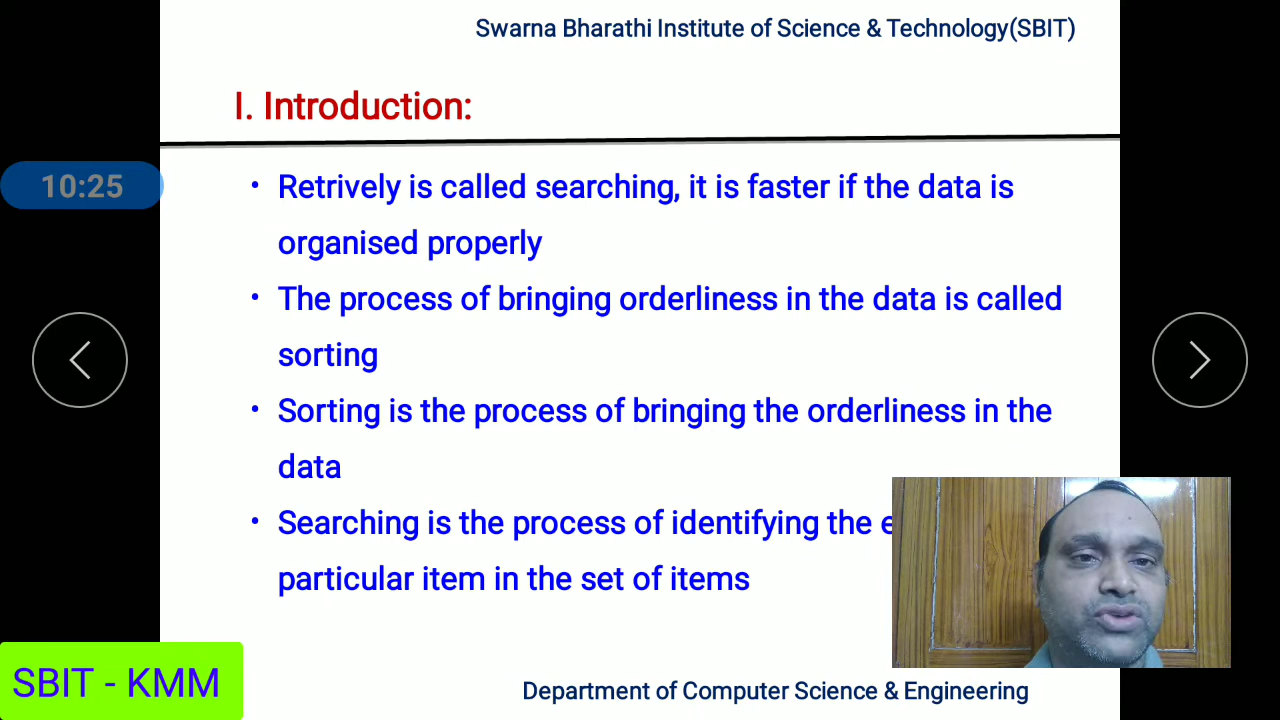 Swarna Bharathi Institute of Science & Technology(SBIT)
I. Introduction:
10:25
• Retrively is called searching, it is faster if the data is
organised properly
• The process of bringing orderliness in the data is called
sorting
• Sorting is the process of bringing the orderliness in the
data
• Searching is the process of identifying the
particular item in the set of items
SBIT - KMM
Department of Computer Science & Engineering